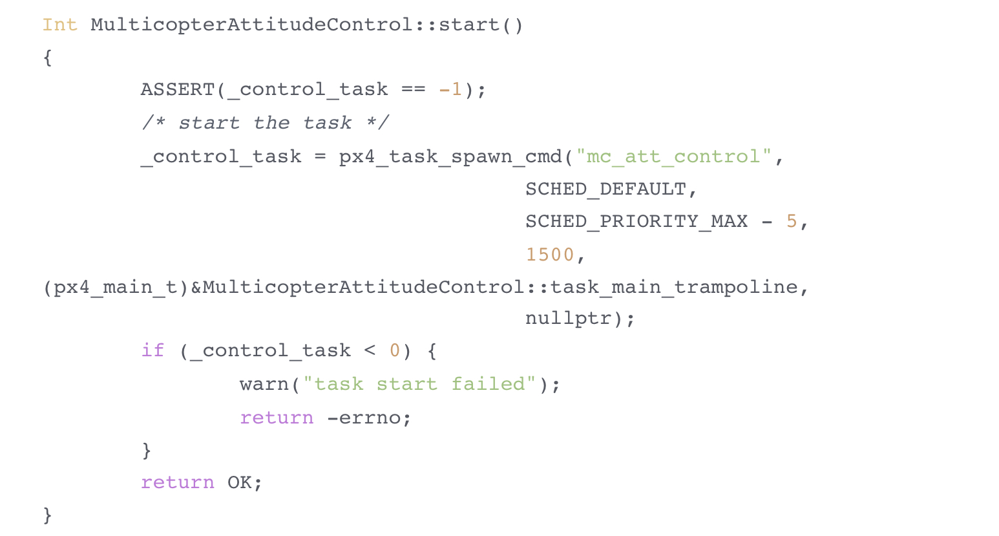 Int MulticopterAttitudeControl::start()
{
        ASSERT(_control_task == -1);
        /* start the task */
        _control_task = px4_task_spawn_cmd("mc_att_control",
                                       SCHED_DEFAULT,
                                       SCHED_PRIORITY_MAX - 5,
                                       1500,
(px4_main_t)&MulticopterAttitudeControl::task_main_trampoline,
                                       nullptr);
        if (_control_task < 0) {
                warn("task start failed");
                return -errno;
        }
        return OK;
}